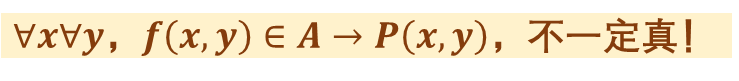 ∀x∀y，f(x, y) ∈ A → P(x, y)，不一定真！